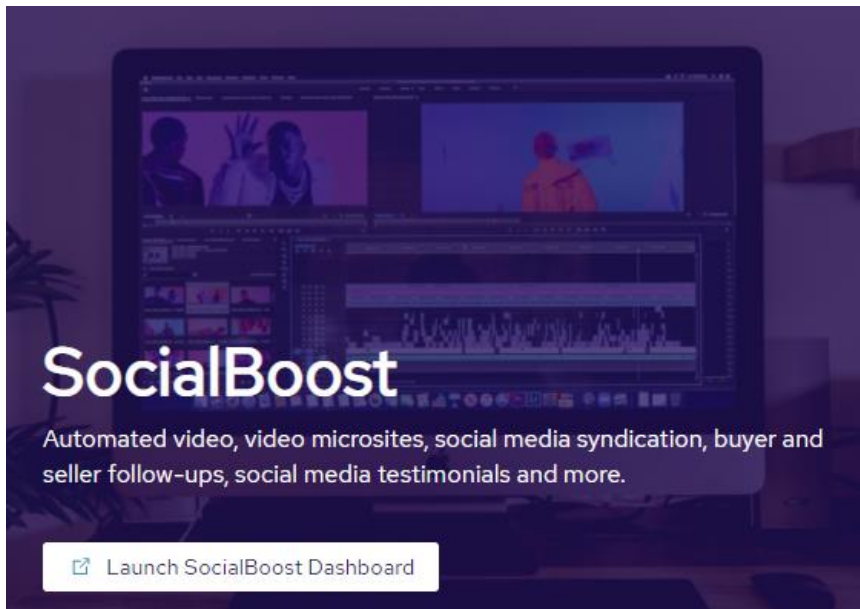 SocialBoost
Automated video, video microsites, social media syndication, buyer and
seller follow-ups, social media testimonials and more.
Launch SocialBoost Dashboard